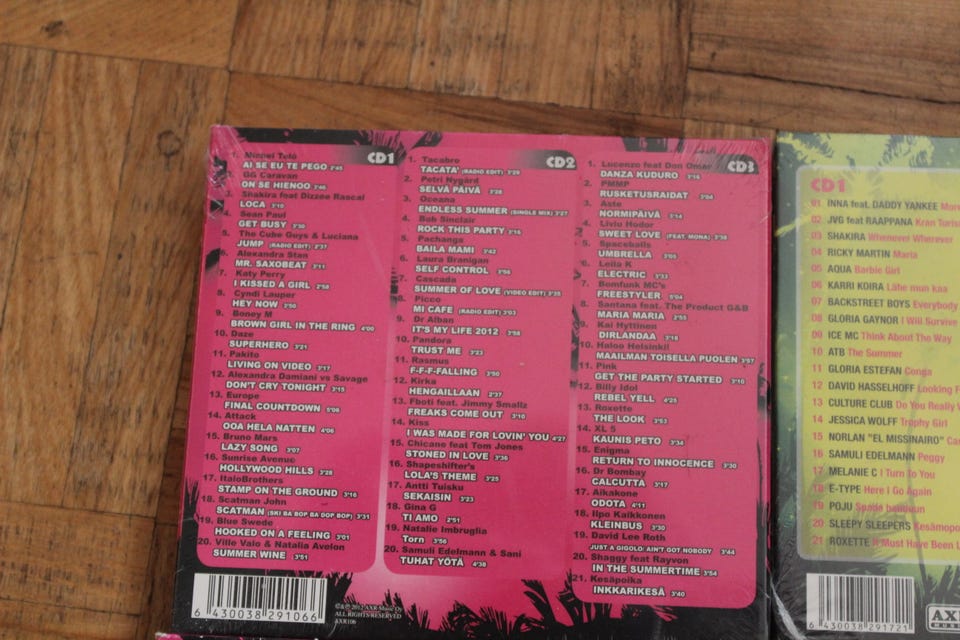 CD1
1. Michel Teló
AI SE EU TE PEGO 2'45
2. GG Caravan
ON SE HIENOO 3'46
3. Shakira feat Dizzee Rascal
LOCA 3'10
4. Sean Paul
GET BUSY 3'30
5. The Cube Guys & Luciana
JUMP (RADIO EDIT) 2'37
6. Alexandra Stan
MR. SAXOBEAT 3'11
7. Katy Perry
I KISSED A GIRL 2'58
8. Cyndi Lauper
HEY NOW 3'50
9. Boney M
BROWN GIRL IN THE RING 4'00
10. Daze
SUPERHERO 3'21
11. Pakito
LIVING ON VIDEO 3'17
12. Alexandra Damiani vs Savage
DON'T CRY TONIGHT 3'15
13. Europe
FINAL COUNTDOWN 5'08
14. Attack
OOA HELA NATTEN 4'06
15. Bruno Mars
LAZY SONG 3'07
16. Sunrise Avenue
HOLLYWOOD HILLS 3'28
17. ItaloBrothers
STAMP ON THE GROUND 3'16
18. Scatman John
SCATMAN (SKI BA BOP BA DOP BOP) 3'31
19. Blue Swede
HOOKED ON A FEELING 3'01
20. Ville Valo & Natalia Avelon
SUMMER WINE 3'51
CD2
1. Tacabro
TACATA' (RADIO EDIT) 3'29
2. Petri Nygård
SELVÄ PÄIVÄ 3'28
3. Oceana
ENDLESS SUMMER (SINGLE MIX) 3'27
4. Bob Sinclair
ROCK THIS PARTY 3'16
5. Pachanga
BAILA MAMI 3'42
6. Laura Branigan
SELF CONTROL 3'56
7. Cascada
SUMMER OF LOVE (VIDEO EDIT) 3'35
8. Picco
MI CAFE (RADIO EDIT) 3'03
9. Dr Alban
IT'S MY LIFE 2012 3'58
10. Pandora
TRUST ME 3'23
11. Rasmus
F-F-F-FALLING 3'50
12. Kirka
HENGAILLAAN 2'37
13. Fboti feat. Jimmy Smallz
FREAKS COME OUT 3'10
14. Kiss
I WAS MADE FOR LOVIN' YOU 4'27
15. Chicane feat Tom Jones
STONED IN LOVE 3'36
16. Shapeshifter's
LOLA'S THEME 3'25
17. Antti Tuisku
SEKAISIN 3'23
18. Gina G
TI AMO 2'51
19. Natalie Imbruglia
Torn 3'56
20. Samuli Edelmann & Sani
TUHAT YÖTÄ 4'38
CD3
1. Lucenzo feat Don Omar
DANZA KUDURO 3'16
2. PMMP
RUSKETUSRAIDAT 3'04
3. Aste
NORMIPÄIVÄ 3'14
4. Liviu Hodor
SWEET LOVE (FEAT. MONA) 3'38
5. Spaceballs
UMBRELLA 3'05
6. Leila K
ELECTRIC 3'33
7. Bomfunk MC's
FREESTYLER 5'04
8. Santana feat. The Product G&B
MARIA MARIA 2'55
9. Kai Hyttinen
DIRLANDAA 3'18
10. Haloo Helsinki!
MAAILMAN TOISELLA PUOLEN 3'57
11. Pink
GET THE PARTY STARTED 3'10
12. Billy Idol
REBEL YELL 4'25
13. Roxette
THE LOOK 3'53
14. XL 5
KAUNIS PETO 3'34
15. Enigma
RETURN TO INNOCENCE 3'30
16. Dr Bombay
CALCUTTA 3'17
17. Aikakone
ODOTA 4'11
18. Ilpo Kaikkonen
KLEINBUS 3'30
19. David Lee Roth
JUST A GIGOLO/ AIN'T GOT NOBODY 3'44
20. Shaggy feat Rayvon
IN THE SUMMERTIME 3'54
21. Kesäpoika
INKKARIKESÄ 3'40
6 430038 291066
©&℗ 2012 AXR-Music Oy
ALL RIGHTS RESERVED
AXR106
CD1
01 INNA feat. DADDY YANKEE More
02 JVG feat RAAPPANA Kran Turismo
03 SHAKIRA Whenever Wherever
04 RICKY MARTIN Maria
05 AQUA Barbie Girl
06 KARRI KOIRA Lähe mun kaa
07 BACKSTREET BOYS Everybody
08 GLORIA GAYNOR I Will Survive
09 ICE MC Think About The Way
10 ATB The Summer
11 GLORIA ESTEFAN Conga
12 DAVID HASSELHOFF Looking F
13 CULTURE CLUB Do You Really
14 JESSICA WOLFF Trophy Girl
15 NORLAN "EL MISSINAIRO"
16 SAMULI EDELMANN Peggy
17 MELANIE C I Turn To You
18 E-TYPE Here I Go Again
19 POJU
20 SLEEPY SLEEPERS Kesämopo
21 ROXETTE It Must Have Been L
6 430038 291721
AXR